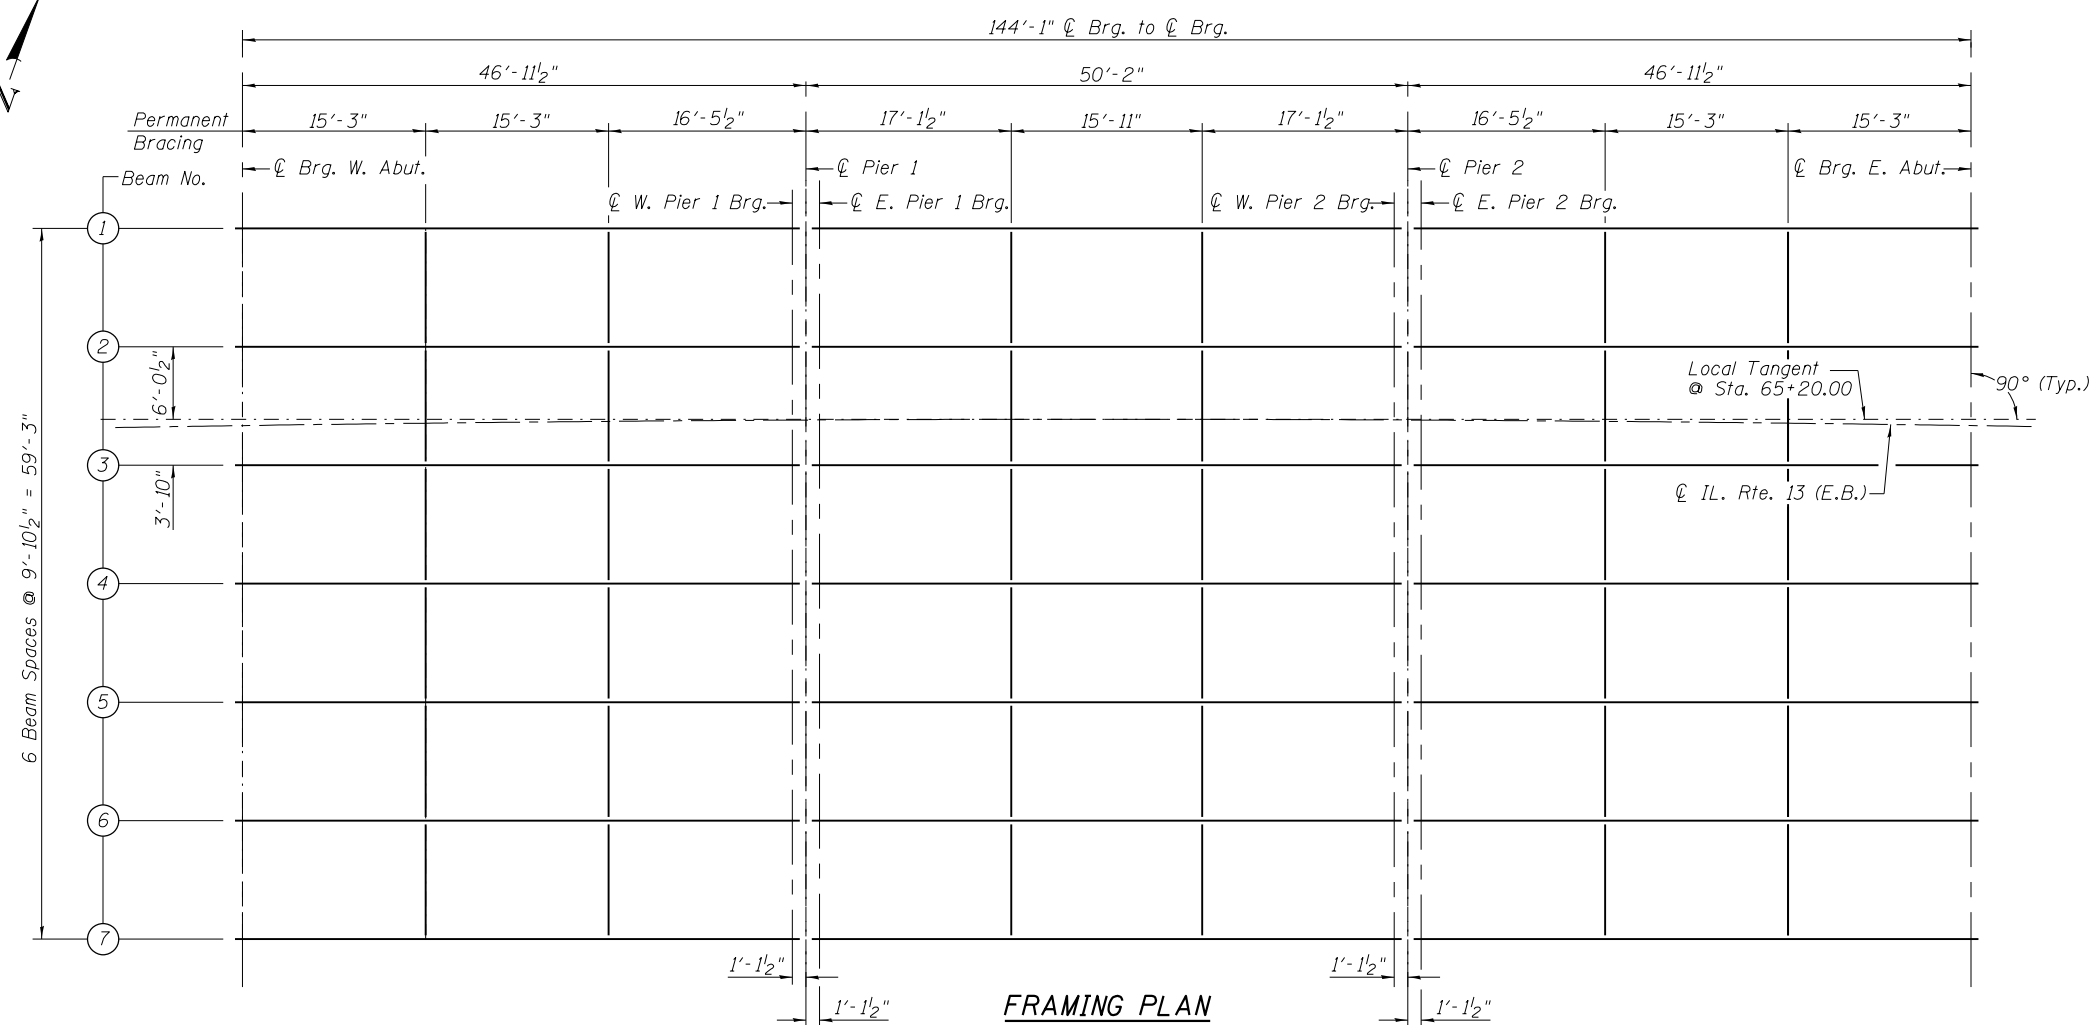 144'-1" ℄ Brg. to ℄ Brg.
46'-11½" 50'-2" 46'-11½"
Permanent Bracing
15'-3" 15'-3" 16'-5½" 17'-1½" 15'-11" 17'-1½" 16'-5½" 15'-3" 15'-3"
N
℄ Brg. W. Abut. ℄ Pier 1 ℄ Pier 2 ℄ Brg. E. Abut.
Beam No.
℄ W. Pier 1 Brg. ℄ E. Pier 1 Brg. ℄ W. Pier 2 Brg. ℄ E. Pier 2 Brg.
1
2
6'-0½"
Local Tangent
@ Sta. 65+20.00
90° (Typ.)
3
3'-10"
℄ IL. Rte. 13 (E.B.)
6 Beam Spaces @ 9'-10½" = 59'-3"
4
5
6
7
1'-1½" 1'-1½"
1'-1½" 1'-1½"
FRAMING PLAN